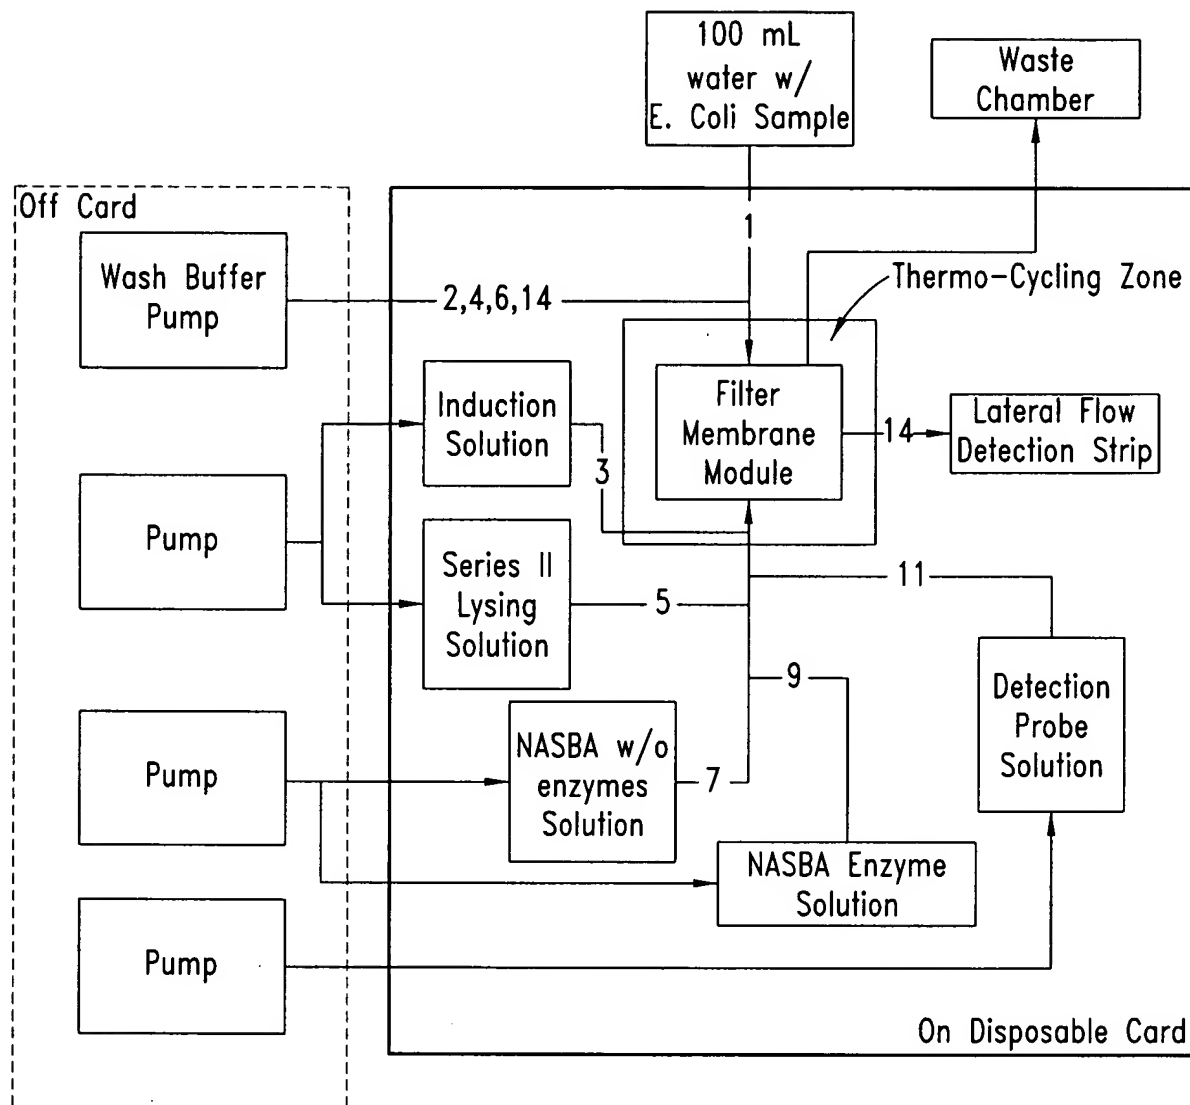 100 mL
water w/
E. Coli Sample
Waste
Chamber
Off Card
1
Thermo-Cycling Zone
Wash Buffer
Pump
2,4,6,14
Induction
Solution
3
Filter
Membrane
Module
14
Lateral Flow
Detection Strip
Pump
Series II
Lysing
Solution
5
11
9
Detection
Probe
Solution
Pump
NASBA w/o
enzymes
Solution
7
NASBA Enzyme
Solution
Pump
On Disposable Card